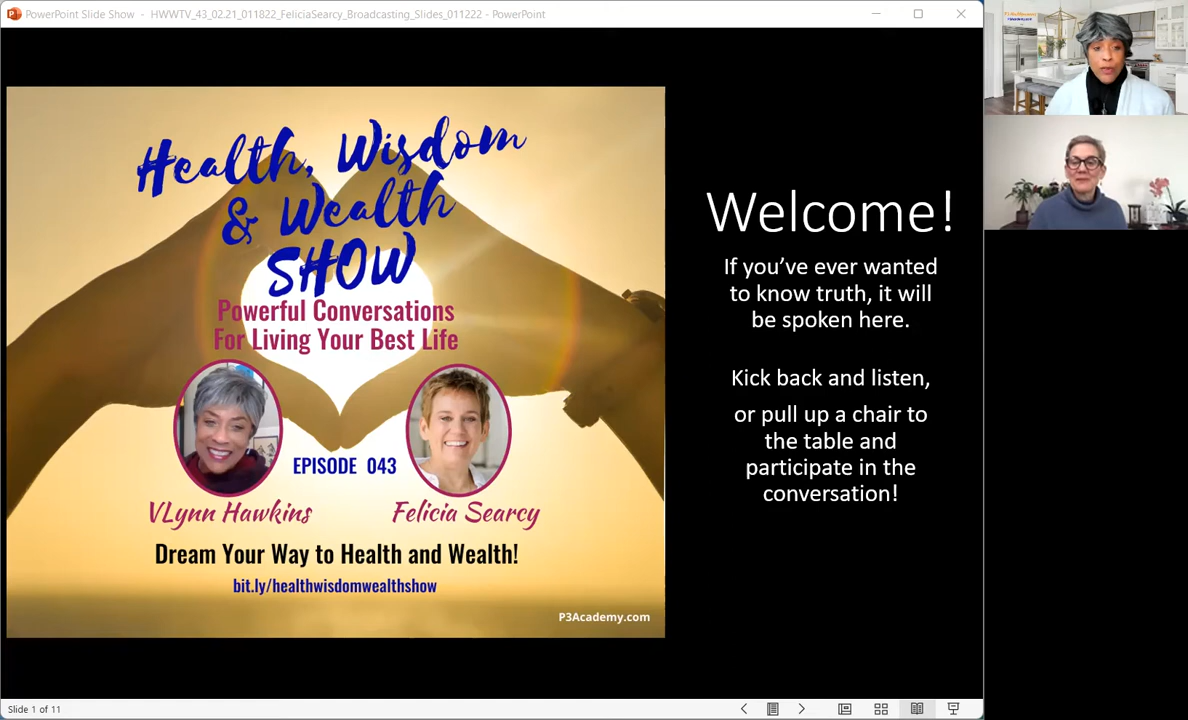 PowerPoint Slide Show - HWWTV_43_02.21_011822_FeliciaSearcy_Broadcasting_Slides_011222 - PowerPoint
Health, Wisdom
& Wealth
SHOW
Powerful Conversations
For Living Your Best Life
EPISODE 043
VLynn Hawkins
Felicia Searcy
Dream Your Way to Health and Wealth!
bit.ly/healthwisdomwealthshow
P3Academy.com
Welcome!
If you've ever wanted
to know truth, it will
be spoken here.
Kick back and listen,
or pull up a chair to
the table and
participate in the
conversation!
Slide 1 of 11